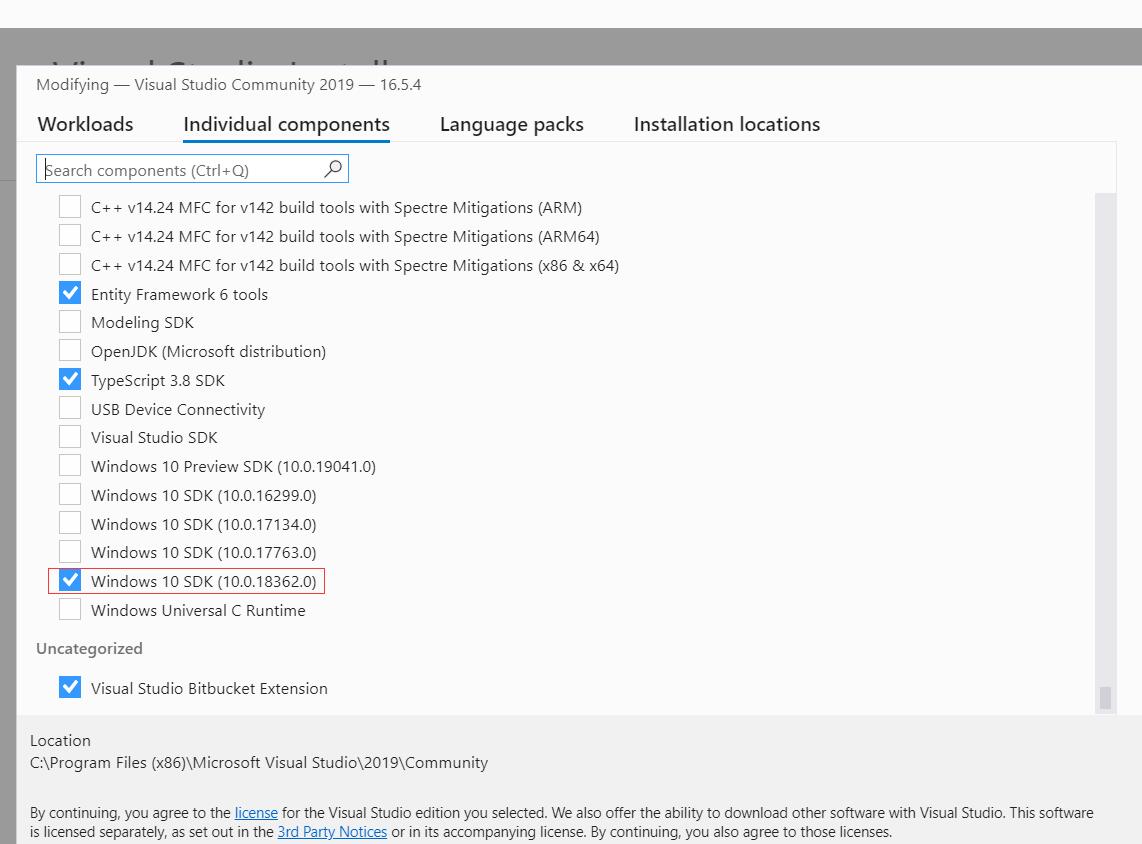 Modifying — Visual Studio Community 2019 — 16.5.4
Workloads Individual components Language packs Installation locations
Search components (Ctrl+Q)
C++ v14.24 MFC for v142 build tools with Spectre Mitigations (ARM)
C++ v14.24 MFC for v142 build tools with Spectre Mitigations (ARM64)
C++ v14.24 MFC for v142 build tools with Spectre Mitigations (x86 & x64)
Entity Framework 6 tools
Modeling SDK
OpenJDK (Microsoft distribution)
TypeScript 3.8 SDK
USB Device Connectivity
Visual Studio SDK
Windows 10 Preview SDK (10.0.19041.0)
Windows 10 SDK (10.0.16299.0)
Windows 10 SDK (10.0.17134.0)
Windows 10 SDK (10.0.17763.0)
Windows 10 SDK (10.0.18362.0)
Windows Universal C Runtime
Uncategorized
Visual Studio Bitbucket Extension
Location
C:\Program Files (x86)\Microsoft Visual Studio\2019\Community
By continuing, you agree to the license for the Visual Studio edition you selected. We also offer the ability to download other software with Visual Studio. This software
is licensed separately, as set out in the 3rd Party Notices or in its accompanying license. By continuing, you also agree to those licenses.